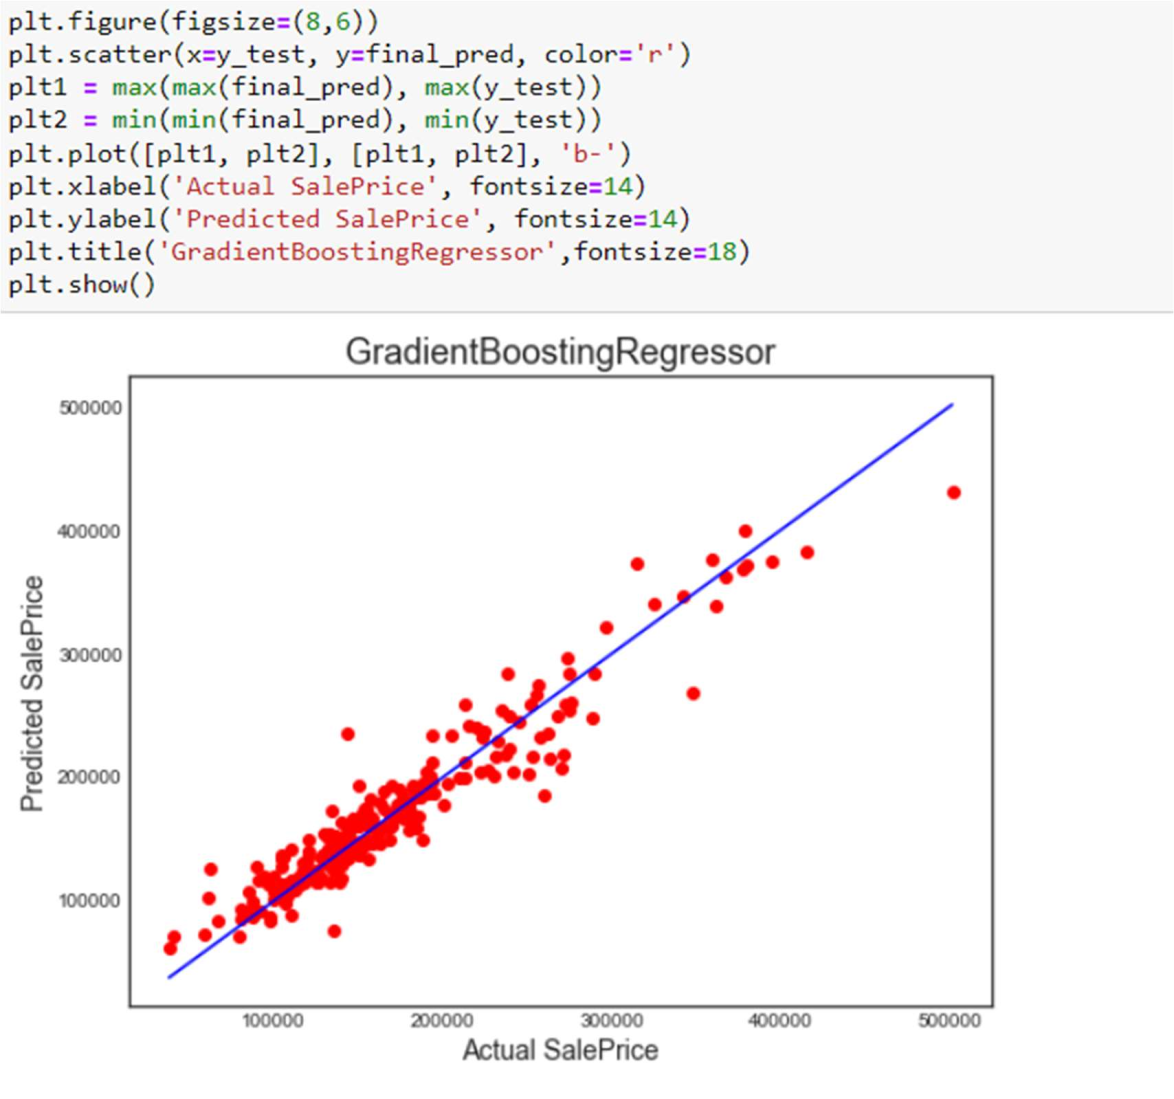 plt.figure(figsize=(8,6))
plt.scatter(x=y_test, y=final_pred, color='r')
plt1 = max(max(final_pred), max(y_test))
plt2 = min(min(final_pred), min(y_test))
plt.plot([plt1, plt2], [plt1, plt2], 'b-')
plt.xlabel('Actual SalePrice', fontsize=14)
plt.ylabel('Predicted SalePrice', fontsize=14)
plt.title('GradientBoostingRegressor',fontsize=18)
plt.show()
GradientBoostingRegressor
500000
400000
300000
200000
100000
Predicted SalePrice
100000 200000 300000 400000 500000
Actual SalePrice